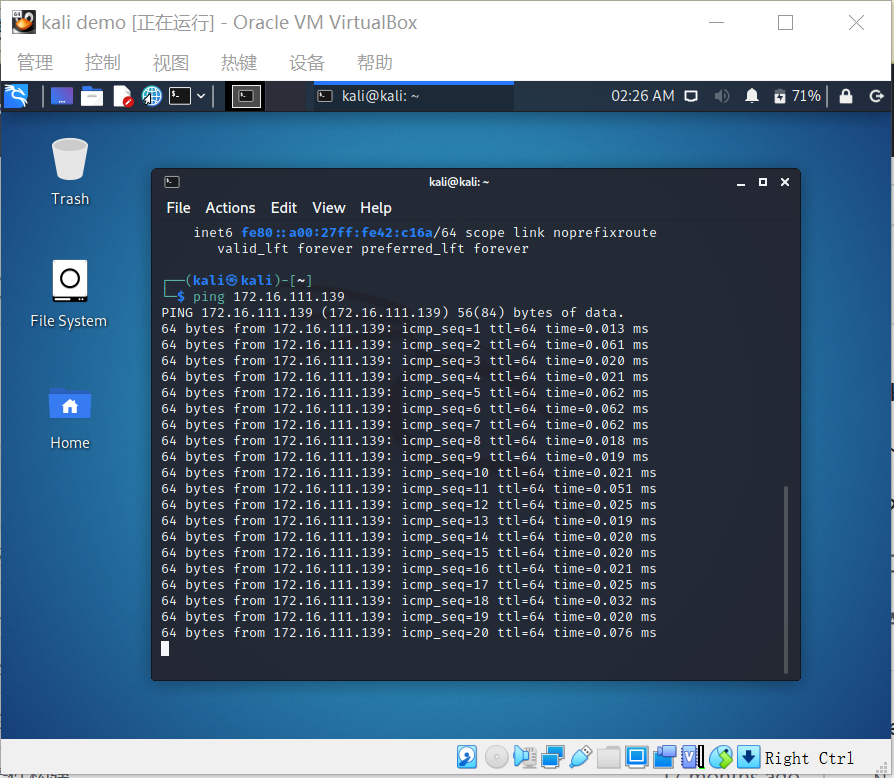 kali demo [正在运行] - Oracle VM VirtualBox
管理 控制 视图 热键 设备 帮助
kali@kali: ~ 02:26 AM 71%
Trash
File System
Home
kali@kali: ~
File Actions Edit View Help
inet6 fe80::a00:27ff:fe42:c16a/64 scope link noprefixroute
valid_lft forever preferred_lft forever
┌──(kali㉿kali)-[~]
└─$ ping 172.16.111.139
PING 172.16.111.139 (172.16.111.139) 56(84) bytes of data.
64 bytes from 172.16.111.139: icmp_seq=1 ttl=64 time=0.013 ms
64 bytes from 172.16.111.139: icmp_seq=2 ttl=64 time=0.061 ms
64 bytes from 172.16.111.139: icmp_seq=3 ttl=64 time=0.020 ms
64 bytes from 172.16.111.139: icmp_seq=4 ttl=64 time=0.021 ms
64 bytes from 172.16.111.139: icmp_seq=5 ttl=64 time=0.062 ms
64 bytes from 172.16.111.139: icmp_seq=6 ttl=64 time=0.062 ms
64 bytes from 172.16.111.139: icmp_seq=7 ttl=64 time=0.062 ms
64 bytes from 172.16.111.139: icmp_seq=8 ttl=64 time=0.018 ms
64 bytes from 172.16.111.139: icmp_seq=9 ttl=64 time=0.019 ms
64 bytes from 172.16.111.139: icmp_seq=10 ttl=64 time=0.021 ms
64 bytes from 172.16.111.139: icmp_seq=11 ttl=64 time=0.051 ms
64 bytes from 172.16.111.139: icmp_seq=12 ttl=64 time=0.025 ms
64 bytes from 172.16.111.139: icmp_seq=13 ttl=64 time=0.019 ms
64 bytes from 172.16.111.139: icmp_seq=14 ttl=64 time=0.020 ms
64 bytes from 172.16.111.139: icmp_seq=15 ttl=64 time=0.020 ms
64 bytes from 172.16.111.139: icmp_seq=16 ttl=64 time=0.021 ms
64 bytes from 172.16.111.139: icmp_seq=17 ttl=64 time=0.025 ms
64 bytes from 172.16.111.139: icmp_seq=18 ttl=64 time=0.032 ms
64 bytes from 172.16.111.139: icmp_seq=19 ttl=64 time=0.020 ms
64 bytes from 172.16.111.139: icmp_seq=20 ttl=64 time=0.076 ms
Right Ctrl